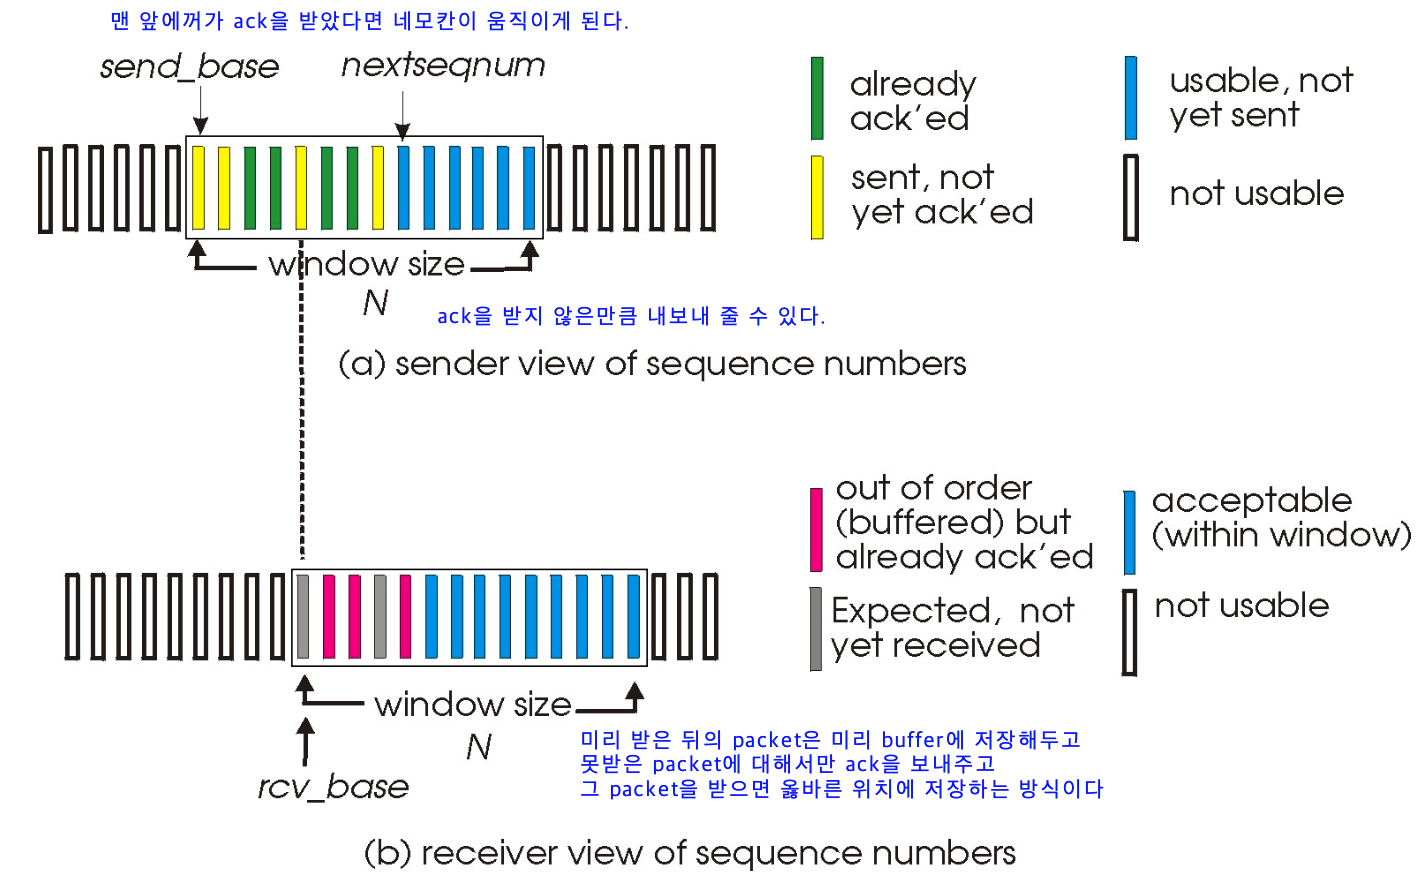 맨 앞에꺼가 ack을 받았다면 네모칸이 움직이게 된다.
send_base
nextseqnum
already
ack'ed
usable, not
yet sent
sent, not
yet ack'ed
not usable
window size
N
ack을 받지 않은만큼 내보내 줄 수 있다.
(a) sender view of sequence numbers
out of order
(buffered) but
already ack'ed
acceptable
(within window)
Expected, not
yet received
not usable
window size
N
미리 받은 뒤의 packet은 미리 buffer에 저장해두고
못받은 packet에 대해서만 ack을 보내주고
그 packet을 받으면 옳바른 위치에 저장하는 방식이다
rcv_base
(b) receiver view of sequence numbers